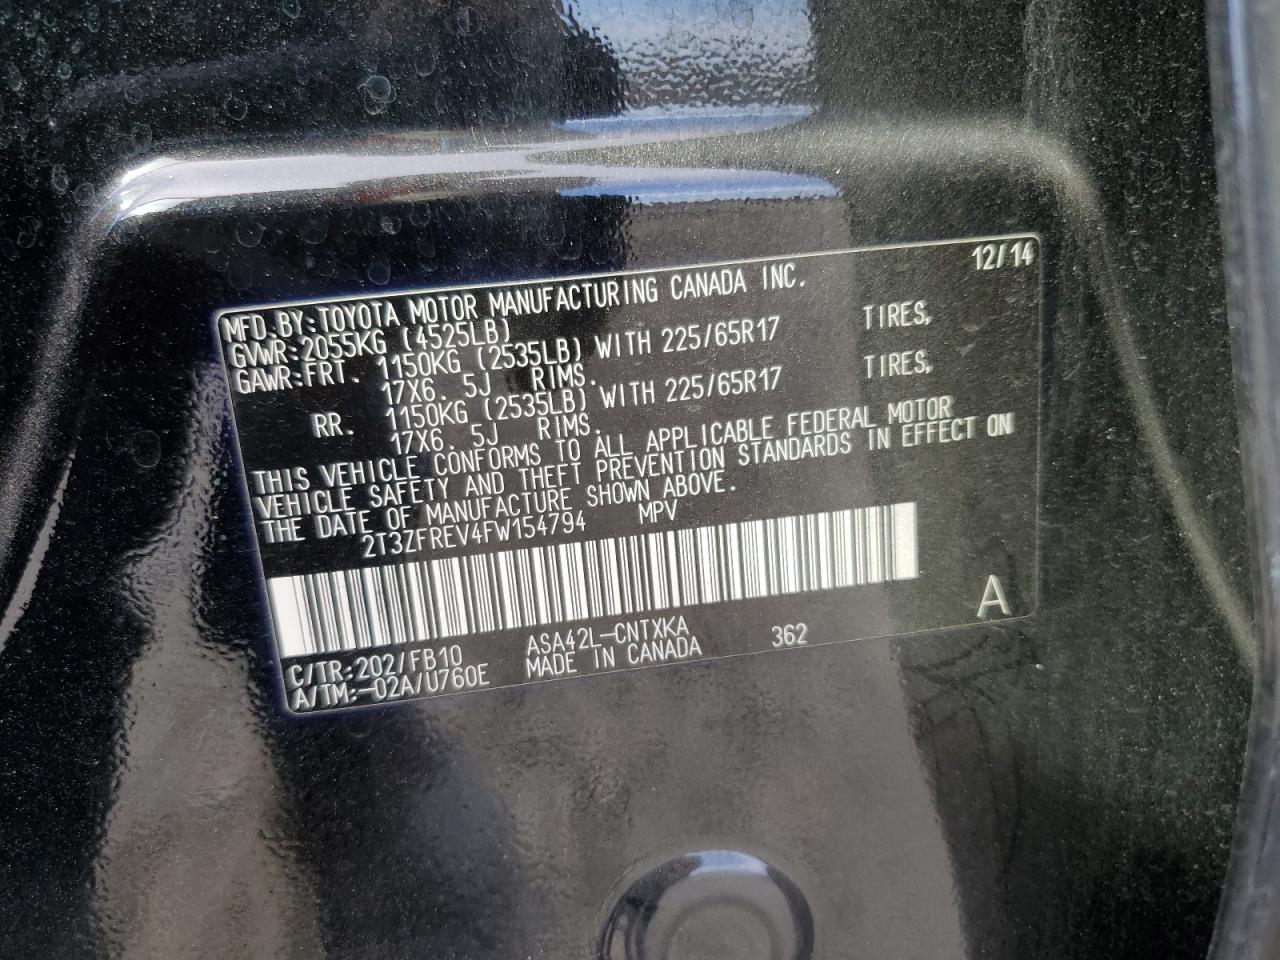 12/14
MFD.BY:TOYOTA MOTOR MANUFACTURING CANADA INC.
GVWR:2055KG (4525LB)
GAWR:FRT. 1150KG (2535LB) WITH 225/65R17 TIRES,
17X6. 5J RIMS.
RR. 1150KG (2535LB) WITH 225/65R17 TIRES,
17X6. 5J RIMS.
THIS VEHICLE CONFORMS TO ALL APPLICABLE FEDERAL MOTOR
VEHICLE SAFETY AND THEFT PREVENTION STANDARDS IN EFFECT ON
THE DATE OF MANUFACTURE SHOWN ABOVE.
2T3ZFREV4FW154794 MPV
A
C/TR:202/FB10 ASA42L-CNTXKA 362
A/TM:-02A/U760E MADE IN CANADA